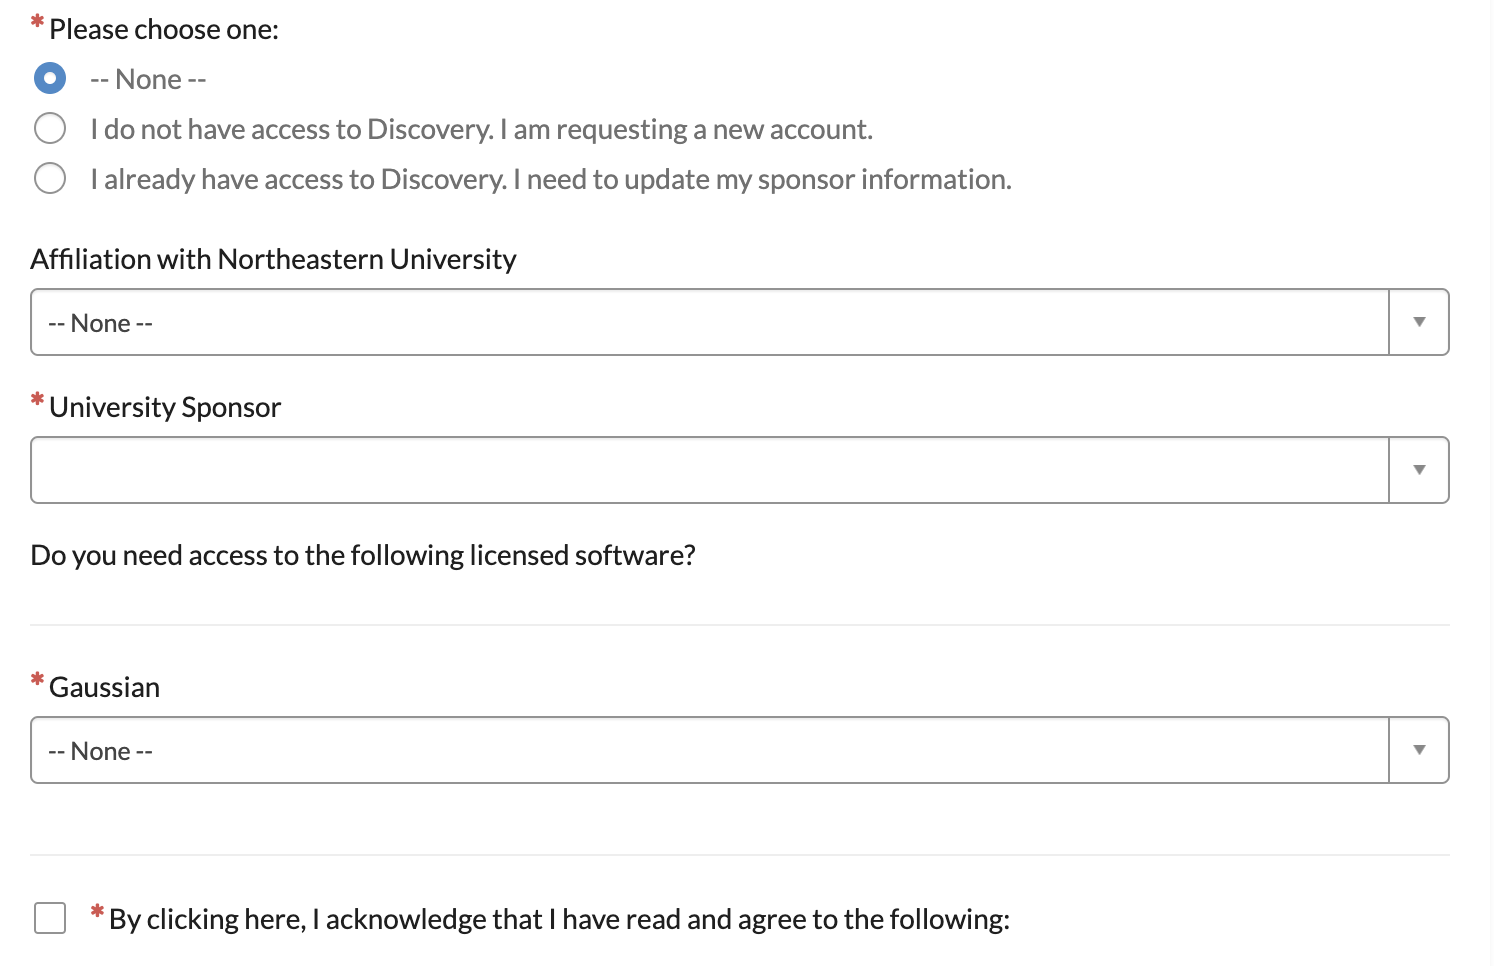 * Please choose one:
-- None --
I do not have access to Discovery. I am requesting a new account.
I already have access to Discovery. I need to update my sponsor information.
Affiliation with Northeastern University
-- None --
* University Sponsor
Do you need access to the following licensed software?
* Gaussian
-- None --
* By clicking here, I acknowledge that I have read and agree to the following: